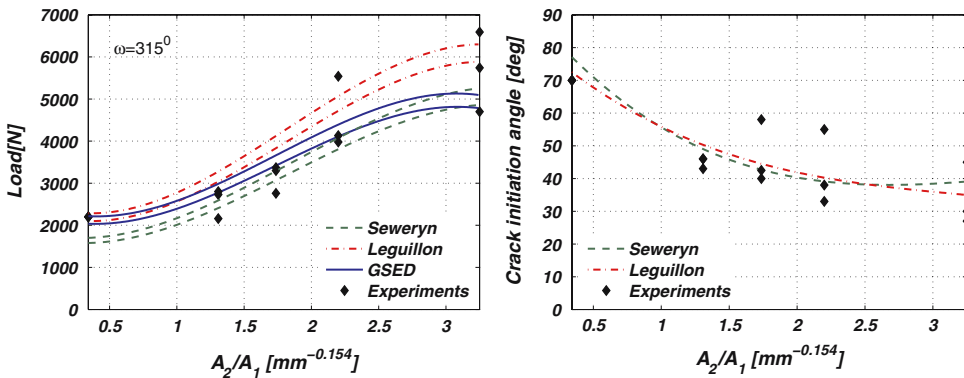 7000
6000
5000
4000
3000
2000
1000
0
Load[N]
ω=315⁰
Seweryn
Leguillon
GSED
Experiments
0.5 1 1.5 2 2.5 3
A₂/A₁ [mm⁻⁰·¹⁵⁴]
90
80
70
60
50
40
30
20
10
0
Crack initiation angle [deg]
Seweryn
Leguillon
Experiments
0.5 1 1.5 2 2.5 3
A₂/A₁ [mm⁻⁰·¹⁵⁴]